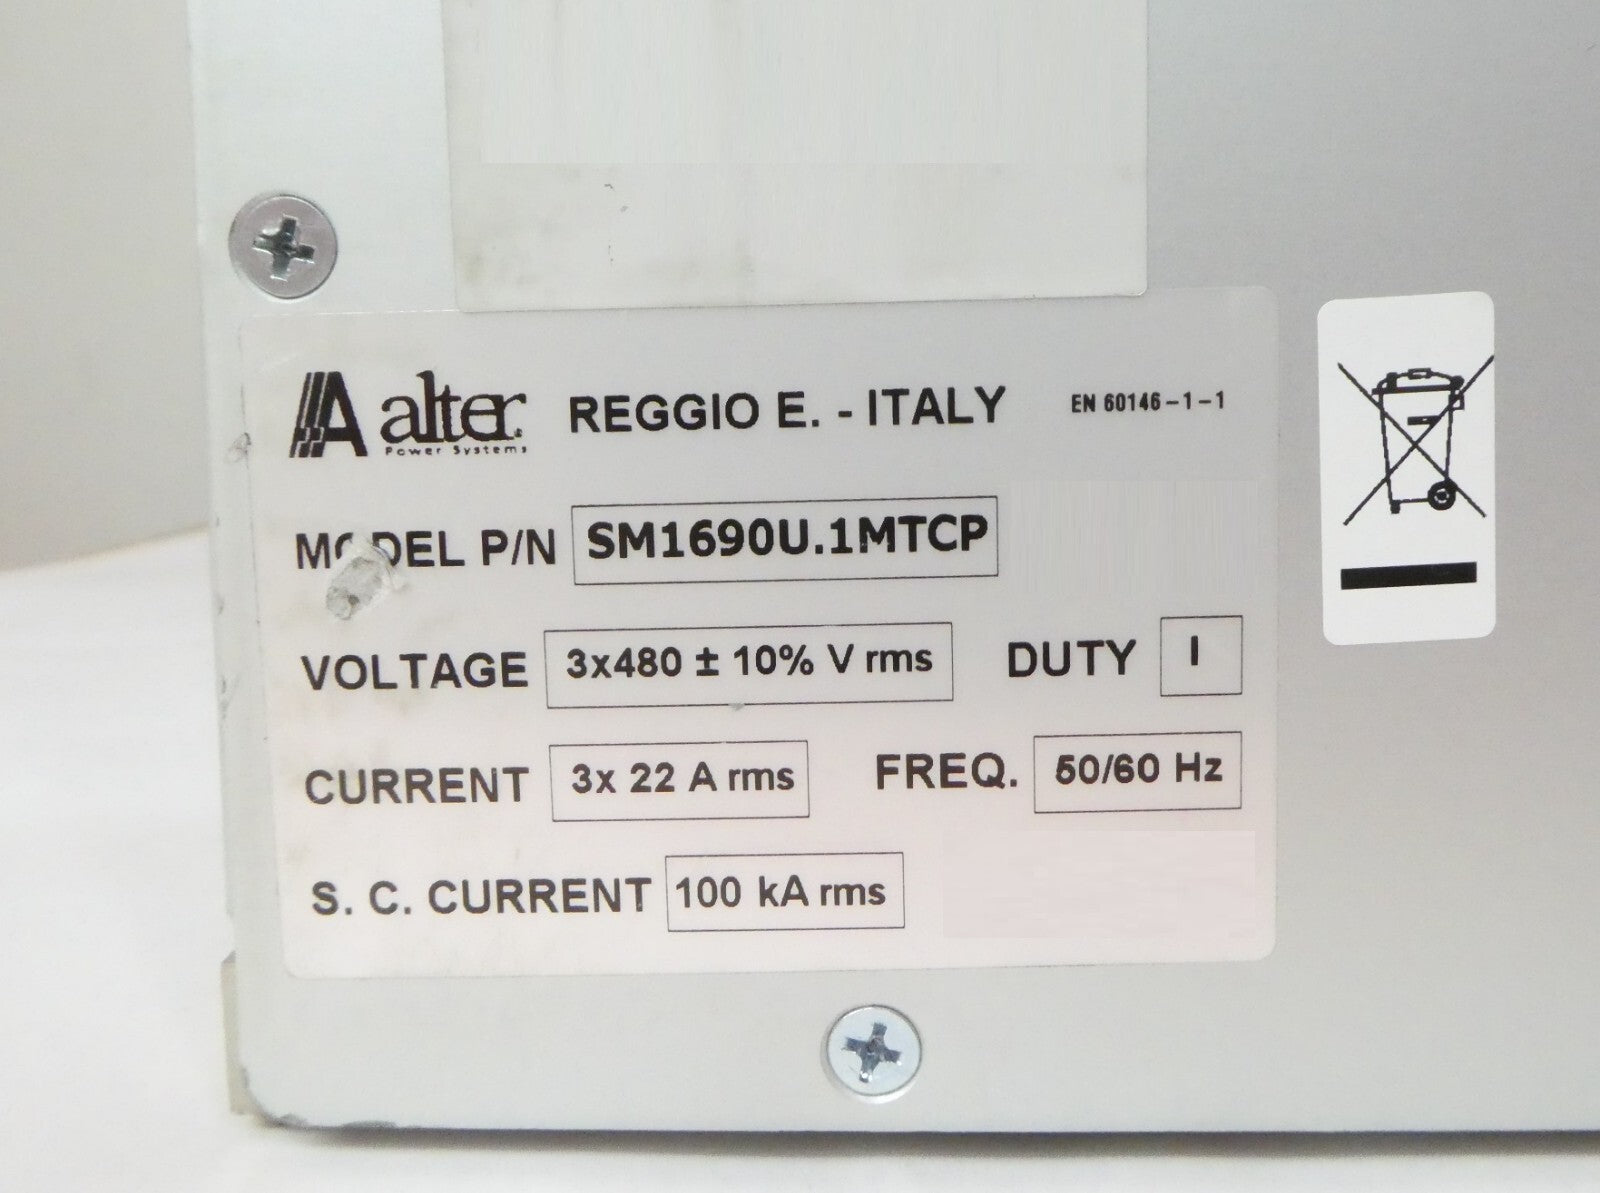 A alter REGGIO E. - ITALY EN 60146-1-1
Power Systems
MODEL P/N SM1690U.1MTCP
VOLTAGE 3x480 ± 10% V rms DUTY I
CURRENT 3x 22 A rms FREQ. 50/60 Hz
S. C. CURRENT 100 kA rms